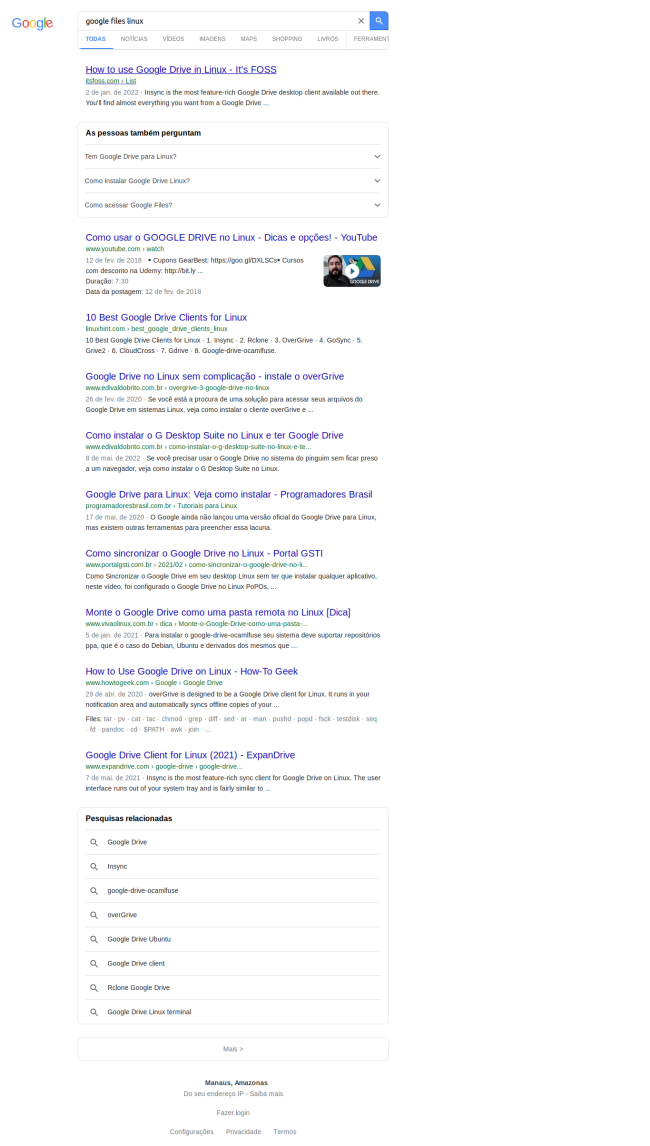 Google
google files linux
TODAS NOTÍCIAS VÍDEOS IMAGENS MAPS SHOPPING LIVROS FERRAMENT
How to use Google Drive in Linux - It's FOSS
itsfoss.com › List
2 de jan. de 2022 · Insync is the most feature-rich Google Drive desktop client available out there.
You'll find almost everything you want from a Google Drive ...
As pessoas também perguntam
Tem Google Drive para Linux?
Como instalar Google Drive Linux?
Como acessar Google Files?
Como usar o GOOGLE DRIVE no Linux - Dicas e opções! - YouTube
www.youtube.com › watch
12 de fev. de 2018 · • Cupons GearBest: https://goo.gl/DXLSCs• Cursos
com desconto na Udemy: http://bit.ly ...
Duração: 7:30
Data da postagem: 12 de fev. de 2018
GOOGLE DRIVE
10 Best Google Drive Clients for Linux
linuxhint.com › best_google_drive_clients_linux
10 Best Google Drive Clients for Linux · 1. Insync · 2. Rclone · 3. OverGrive · 4. GoSync · 5.
Grive2 · 6. CloudCross · 7. Gdrive · 8. Google-drive-ocamlfuse.
Google Drive no Linux sem complicação - instale o overGrive
www.edivaldobrito.com.br › overgrive-3-google-drive-no-linux
26 de fev. de 2020 · Se você está a procura de uma solução para acessar seus arquivos do
Google Drive em sistemas Linux, veja como instalar o cliente overGrive e ...
Como instalar o G Desktop Suite no Linux e ter Google Drive
www.edivaldobrito.com.br › como-instalar-o-g-desktop-suite-no-linux-e-te...
8 de mai. de 2022 · Se você precisar usar o Google Drive no sistema do pinguim sem ficar preso
a um navegador, veja como instalar o G Desktop Suite no Linux.
Google Drive para Linux: Veja como instalar - Programadores Brasil
programadoresbrasil.com.br › Tutoriais para Linux
17 de mai. de 2020 · O Google ainda não lançou uma versão oficial do Google Drive para Linux,
mas existem outras ferramentas para preencher essa lacuna.
Como sincronizar o Google Drive no Linux - Portal GSTI
www.portalgsti.com.br › 2021/02 › como-sincronizar-o-google-drive-no-li...
Como Sincronizar o Google Drive em seu desktop Linux sem ter que instalar qualquer aplicativo,
neste vídeo, foi configurado o Google Drive no Linux PoPOs, ...
Monte o Google Drive como uma pasta remota no Linux [Dica]
www.vivaolinux.com.br › dica › Monte-o-Google-Drive-como-uma-pasta-...
5 de jan. de 2021 · Para instalar o google-drive-ocamlfuse seu sistema deve suportar repositórios
ppa, que é o caso do Debian, Ubuntu e derivados dos mesmos que ...
How to Use Google Drive on Linux - How-To Geek
www.howtogeek.com › Google › Google Drive
29 de abr. de 2020 · overGrive is designed to be a Google Drive client for Linux. It runs in your
notification area and automatically syncs offline copies of your ...
Files: tar · pv · cat · tac · chmod · grep · diff · sed · ar · man · pushd · popd · fsck · testdisk · seq
· fd · pandoc · cd · $PATH · awk · join · ...
Google Drive Client for Linux (2021) - ExpanDrive
www.expandrive.com › google-drive › google-drive...
7 de mai. de 2021 · Insync is the most feature-rich sync client for Google Drive on Linux. The user
interface runs out of your system tray and is fairly similar to ...
Pesquisas relacionadas
Google Drive
Insync
google-drive-ocamlfuse
overGrive
Google Drive Ubuntu
Google Drive client
Rclone Google Drive
Google Drive Linux terminal
Mais >
Manaus, Amazonas
Do seu endereço IP - Saiba mais
Fazer login
Configurações Privacidade Termos